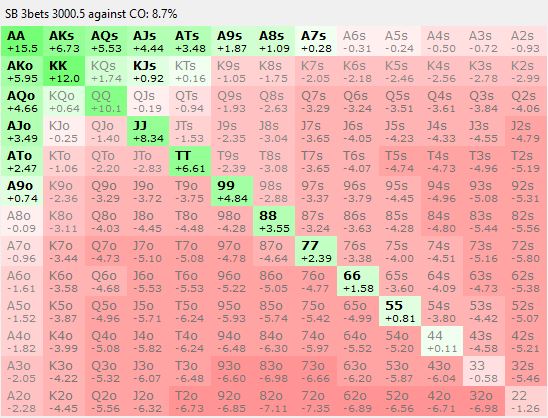 SB 3bets 3000.5 against CO: 8.7%
AA AKs AQs AJs ATs A9s A8s A7s A6s A5s A4s A3s A2s
+15.5 +6.73 +5.53 +4.44 +3.48 +1.87 +1.09 +0.28 -0.31 -0.24 -0.50 -0.72 -0.93
AKo KK KQs KJs KTs K9s K8s K7s K6s K5s K4s K3s K2s
+5.95 +12.0 +1.74 +0.92 +0.16 -1.05 -1.75 -2.05 -2.18 -2.46 -2.56 -2.78 -2.99
AQo KQo QQ QJs QTs Q9s Q8s Q7s Q6s Q5s Q4s Q3s Q2s
+4.66 +0.64 +10.1 -0.19 -0.94 -1.93 -2.63 -3.29 -3.24 -3.51 -3.61 -3.84 -4.06
AJo KJo QJo JJ JTs J9s J8s J7s J6s J5s J4s J3s J2s
+3.49 -0.25 -1.40 +8.34 -1.53 -2.35 -3.04 -3.65 -4.05 -4.23 -4.33 -4.55 -4.79
ATo KTo QTo JTo TT T9s T8s T7s T6s T5s T4s T3s T2s
+2.47 -1.06 -2.20 -2.83 +6.61 -2.39 -3.08 -3.65 -4.07 -4.74 -4.73 -4.96 -5.19
A9o K9o Q9o J9o T9o 99 98s 97s 96s 95s 94s 93s 92s
+0.74 -2.36 -3.29 -3.72 -3.75 +4.84 -2.88 -3.37 -3.79 -4.45 -4.96 -5.08 -5.31
A8o K8o Q8o J8o T8o 98o 88 87s 86s 85s 84s 83s 82s
-0.09 -3.11 -4.03 -4.45 -4.48 -4.28 +3.55 -3.24 -3.63 -4.28 -4.80 -5.44 -5.56
A7o K7o Q7o J7o T7o 97o 87o 77 76s 75s 74s 73s 72s
-0.96 -3.44 -4.73 -5.10 -5.08 -4.78 -4.64 +2.39 -3.38 -4.00 -4.51 -5.16 -5.80
A6o K6o Q6o J6o T6o 96o 86o 76o 66 65s 64s 63s 62s
-1.61 -3.58 -4.68 -5.53 -5.53 -5.22 -5.05 -4.77 +1.58 -3.60 -4.09 -4.73 -5.38
A5o K5o Q5o J5o T5o 95o 85o 75o 65o 55 54s 53s 52s
-1.52 -3.87 -4.96 -5.71 -6.24 -5.93 -5.74 -5.42 -4.99 +0.81 -3.80 -4.42 -5.07
A4o K4o Q4o J4o T4o 94o 84o 74o 64o 54o 44 43s 42s
-1.82 -3.99 -5.08 -5.82 -6.24 -6.48 -6.30 -5.97 -5.52 -5.20 +0.11 -4.58 -5.21
A3o K3o Q3o J3o T3o 93o 83o 73o 63o 53o 43o 33 32s
-2.05 -4.22 -5.32 -6.07 -6.48 -6.60 -6.98 -6.66 -6.20 -5.87 -6.04 -0.58 -5.46
A2o K2o Q2o J2o T2o 92o 82o 72o 62o 52o 42o 32o 22
-2.28 -4.45 -5.56 -6.32 -6.73 -6.85 -7.11 -7.35 -6.89 -6.56 -6.71 -6.98 -1.26